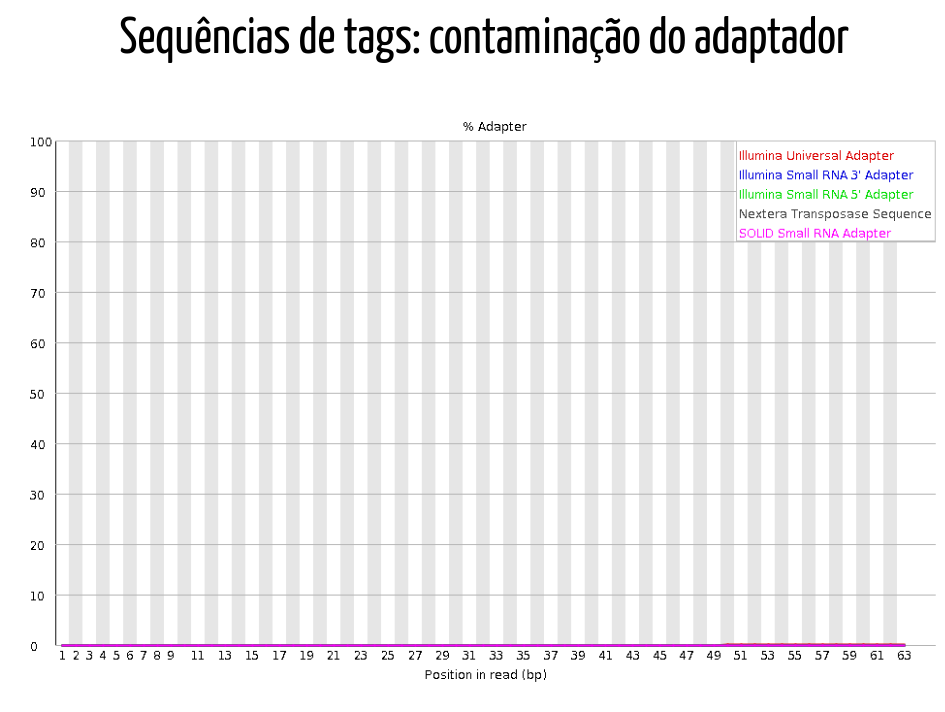 Sequências de tags: contaminação do adaptador
% Adapter
Illumina Universal Adapter
Illumina Small RNA 3' Adapter
Illumina Small RNA 5' Adapter
Nextera Transposase Sequence
SOLID Small RNA Adapter
100
90
80
70
60
50
40
30
20
10
0
1 2 3 4 5 6 7 8 9 11 13 15 17 19 21 23 25 27 29 31 33 35 37 39 41 43 45 47 49 51 53 55 57 59 61 63
Position in read (bp)